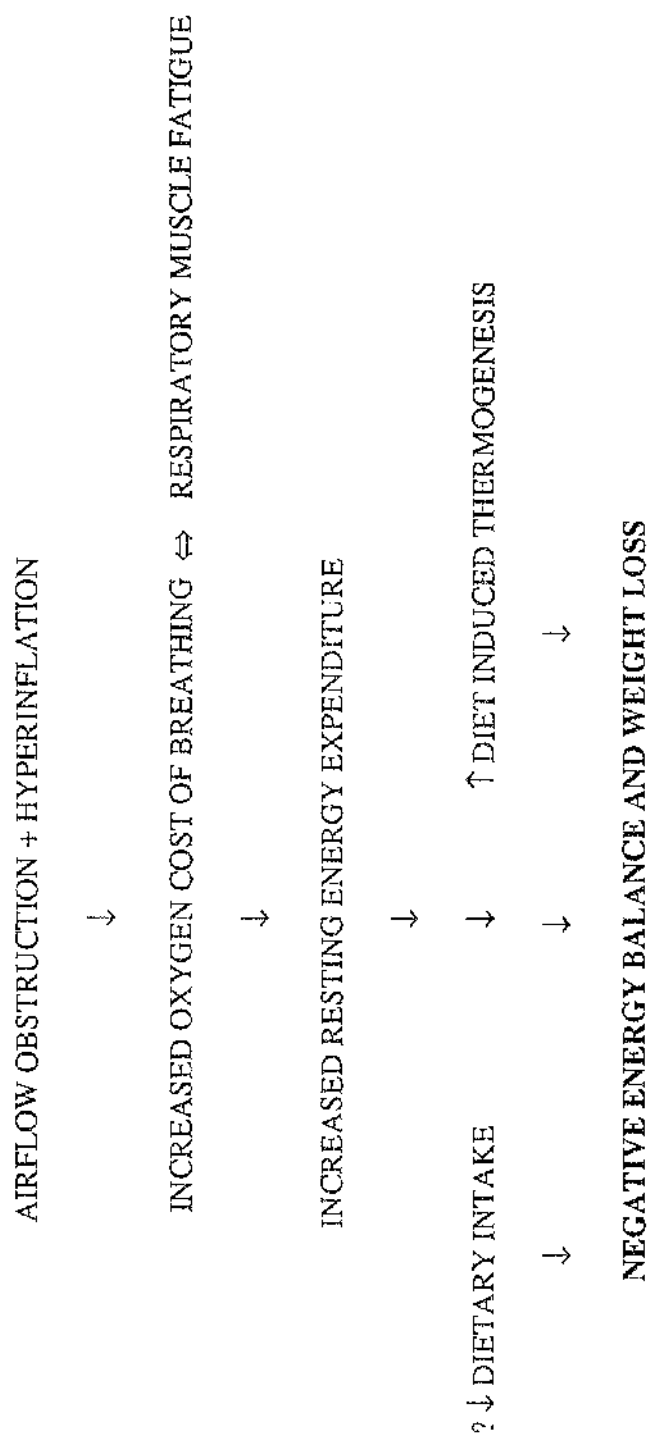 AIRFLOW OBSTRUCTION + HYPERINFLATION
↓
INCREASED OXYGEN COST OF BREATHING ⇔ RESPIRATORY MUSCLE FATIGUE
↓
INCREASED RESTING ENERGY EXPENDITURE
↓
? ↓ DIETARY INTAKE ↓ ↑ DIET INDUCED THERMOGENESIS
↓ ↓ ↓
NEGATIVE ENERGY BALANCE AND WEIGHT LOSS